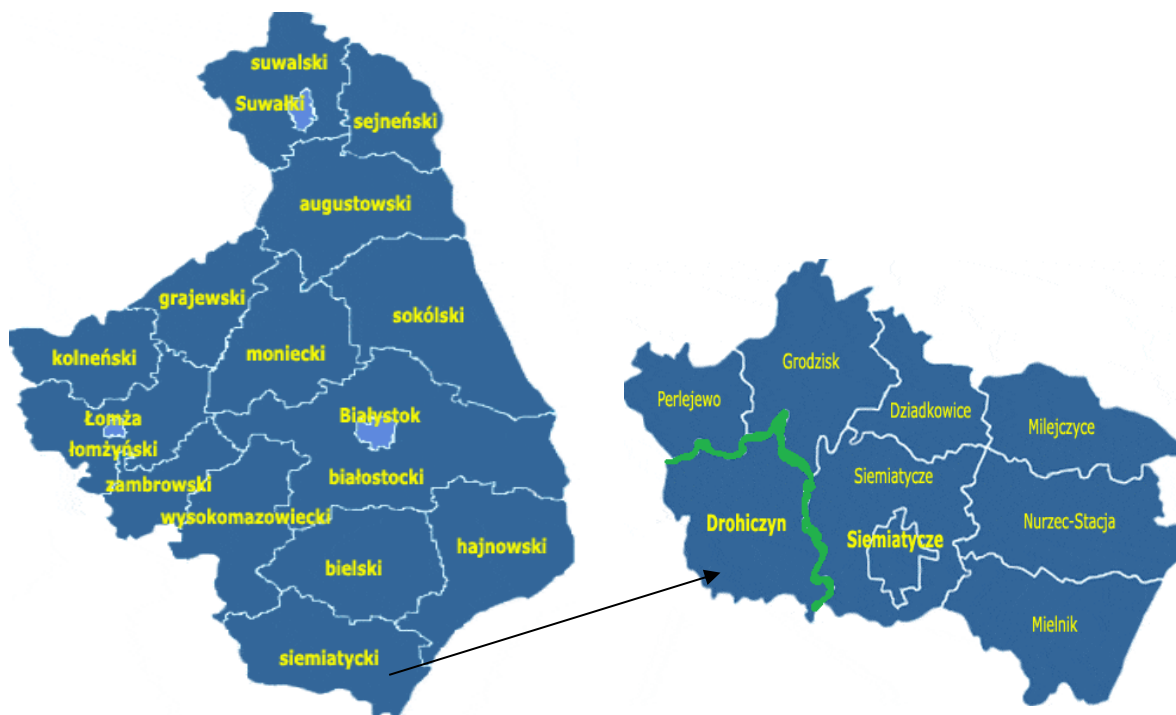 suwalski
Suwałki
sejneński
augustowski
grajewski
sokólski
kolneński
moniecki
Łomża
Białystok
łomżyński
zambrowski
białostocki
wysokomazowiecki
hajnowski
bielski
siemiatycki
Grodzisk
Perlejewo
Dziadkowice
Milejczyce
Siemiatycze
Drohiczyn
Siemiatycze
Nurzec-Stacja
Mielnik